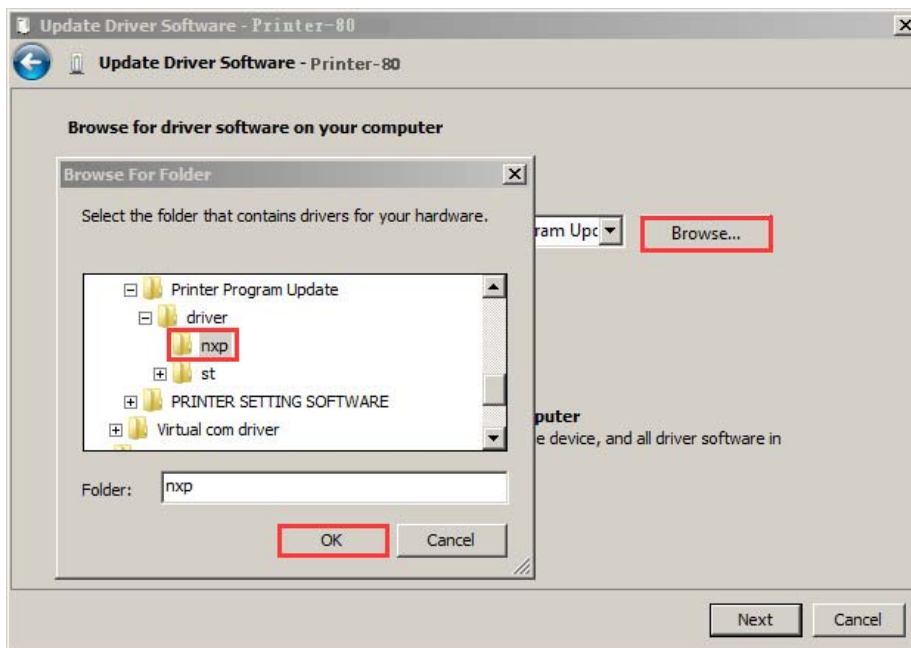 Update Driver Software - Printer-80
Update Driver Software - Printer-80
Browse for driver software on your computer
Browse For Folder
Select the folder that contains drivers for your hardware.
ram Upd
Browse...
Printer Program Update
driver
nxp
st
PRINTER SETTING SOFTWARE
Virtual com driver
puter
e device, and all driver software in
Folder: nxp
OK Cancel
Next Cancel